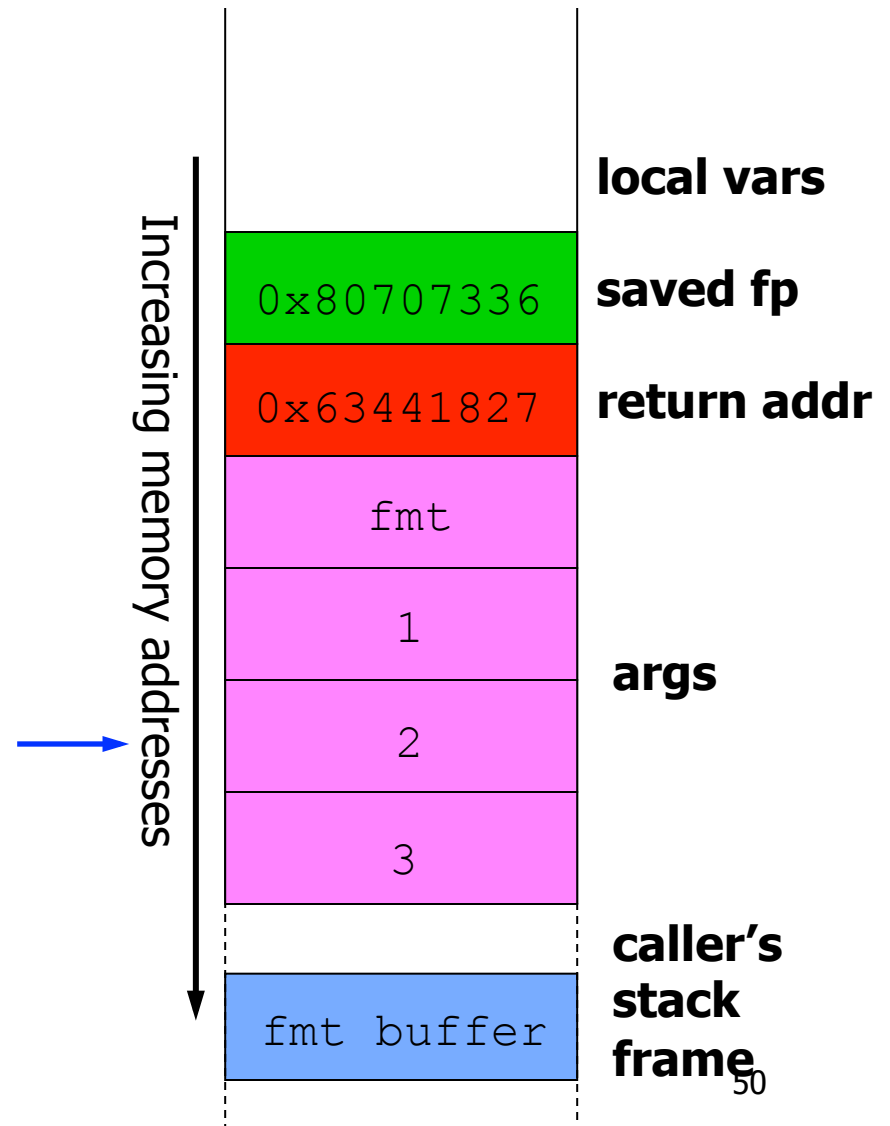 local vars
Increasing memory addresses
0x80707336
saved fp
0x63441827
return addr
fmt
1
args
2
3
caller’s
stack
frame
fmt buffer
50